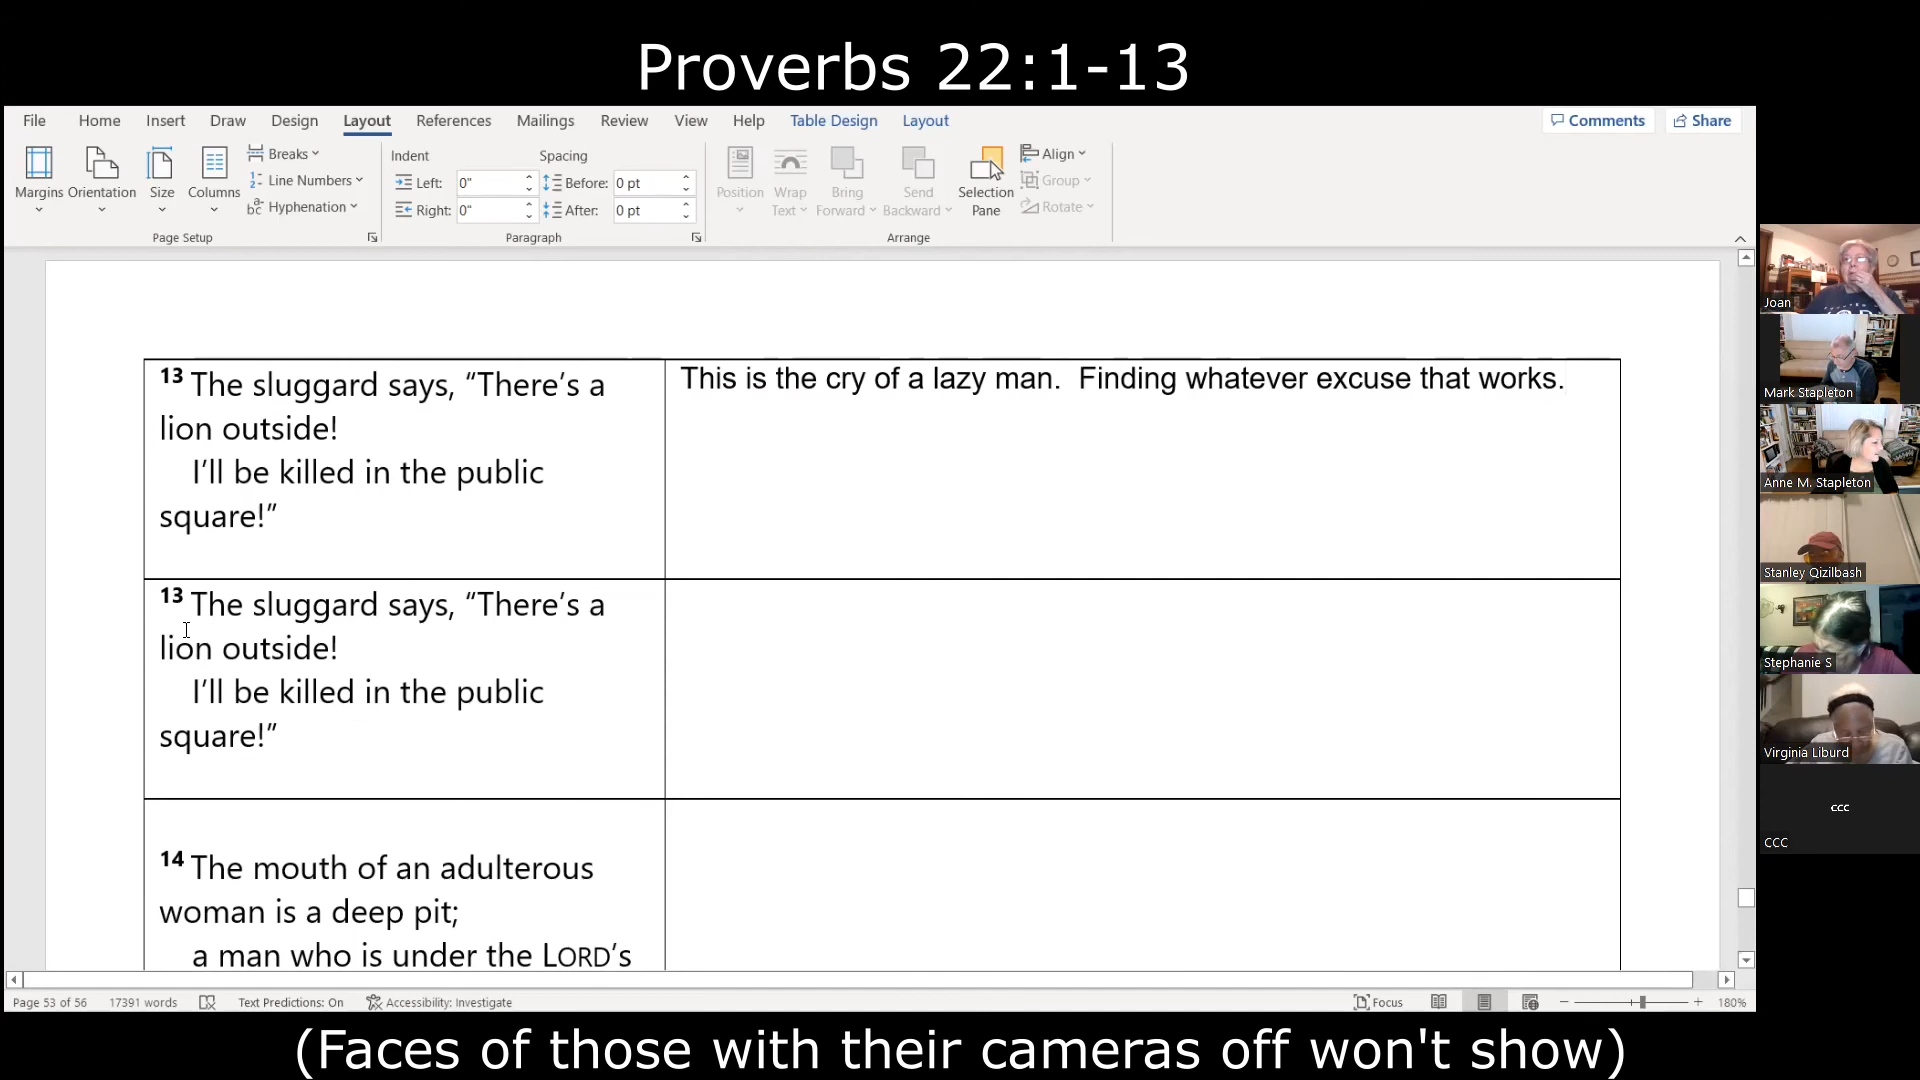 Proverbs 22:1-13
File Home Insert Draw Design Layout References Mailings Review View Help Table Design Layout Comments Share
Margins Orientation Size Columns
Breaks
Line Numbers
Hyphenation
Page Setup
Indent Spacing
Left: 0" Before: 0 pt
Right: 0" After: 0 pt
Paragraph
Position Wrap Text Bring Forward Send Backward Selection Pane
Align
Group
Rotate
Arrange
13 The sluggard says, “There’s a
lion outside!
I’ll be killed in the public
square!”
This is the cry of a lazy man.  Finding whatever excuse that works.
13 The sluggard says, “There’s a
lion outside!
I’ll be killed in the public
square!”
14 The mouth of an adulterous
woman is a deep pit;
a man who is under the LORD’s
Joan
Mark Stapleton
Anne M. Stapleton
Stanley Qizilbash
Stephanie S
Virginia Liburd
CCC
CCC
Page 53 of 56 17391 words Text Predictions: On Accessibility: Investigate Focus 180%
(Faces of those with their cameras off won't show)